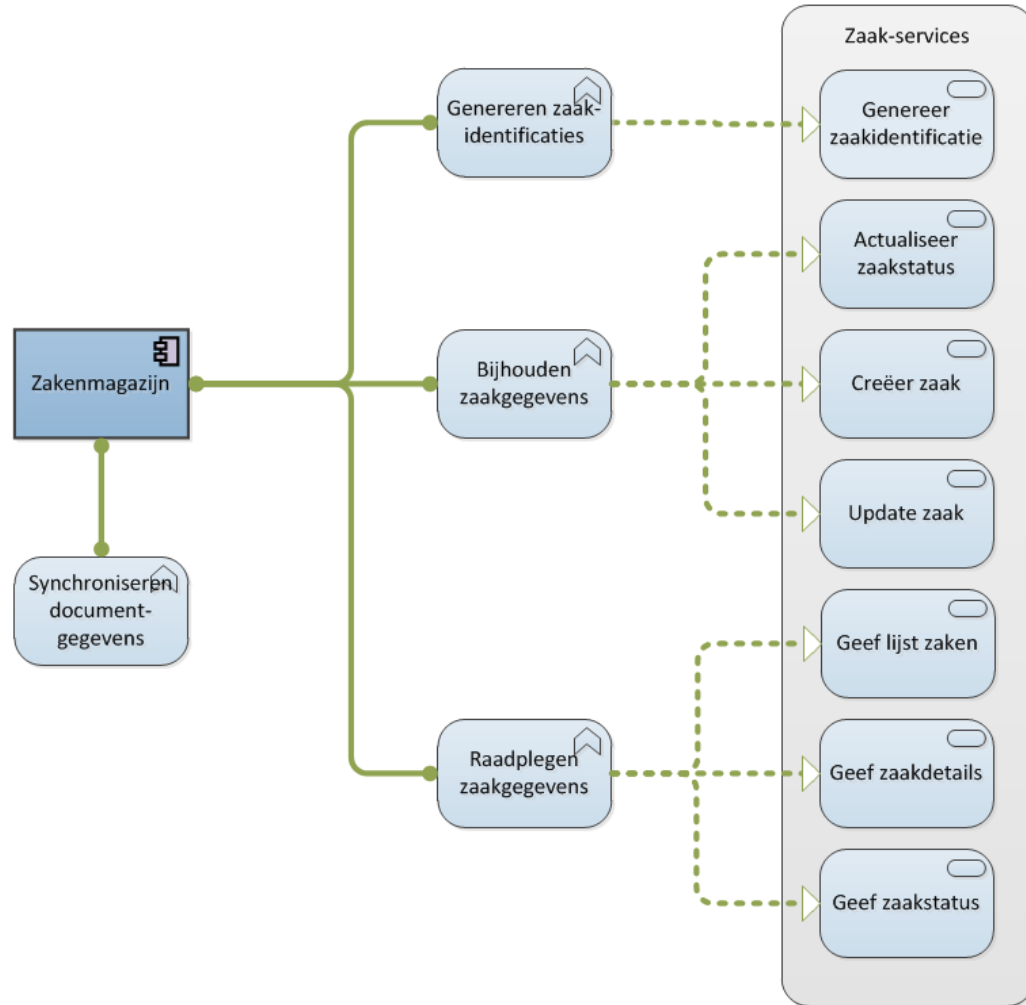 Zaak-services
Genereren zaak-
identificaties
Genereer
zaakidentificatie
Actualiseer
zaakstatus
Zakenmagazijn
Bijhouden
zaakgegevens
Creëer zaak
Update zaak
Synchroniseren
document-
gegevens
Geef lijst zaken
Raadplegen
zaakgegevens
Geef zaakdetails
Geef zaakstatus